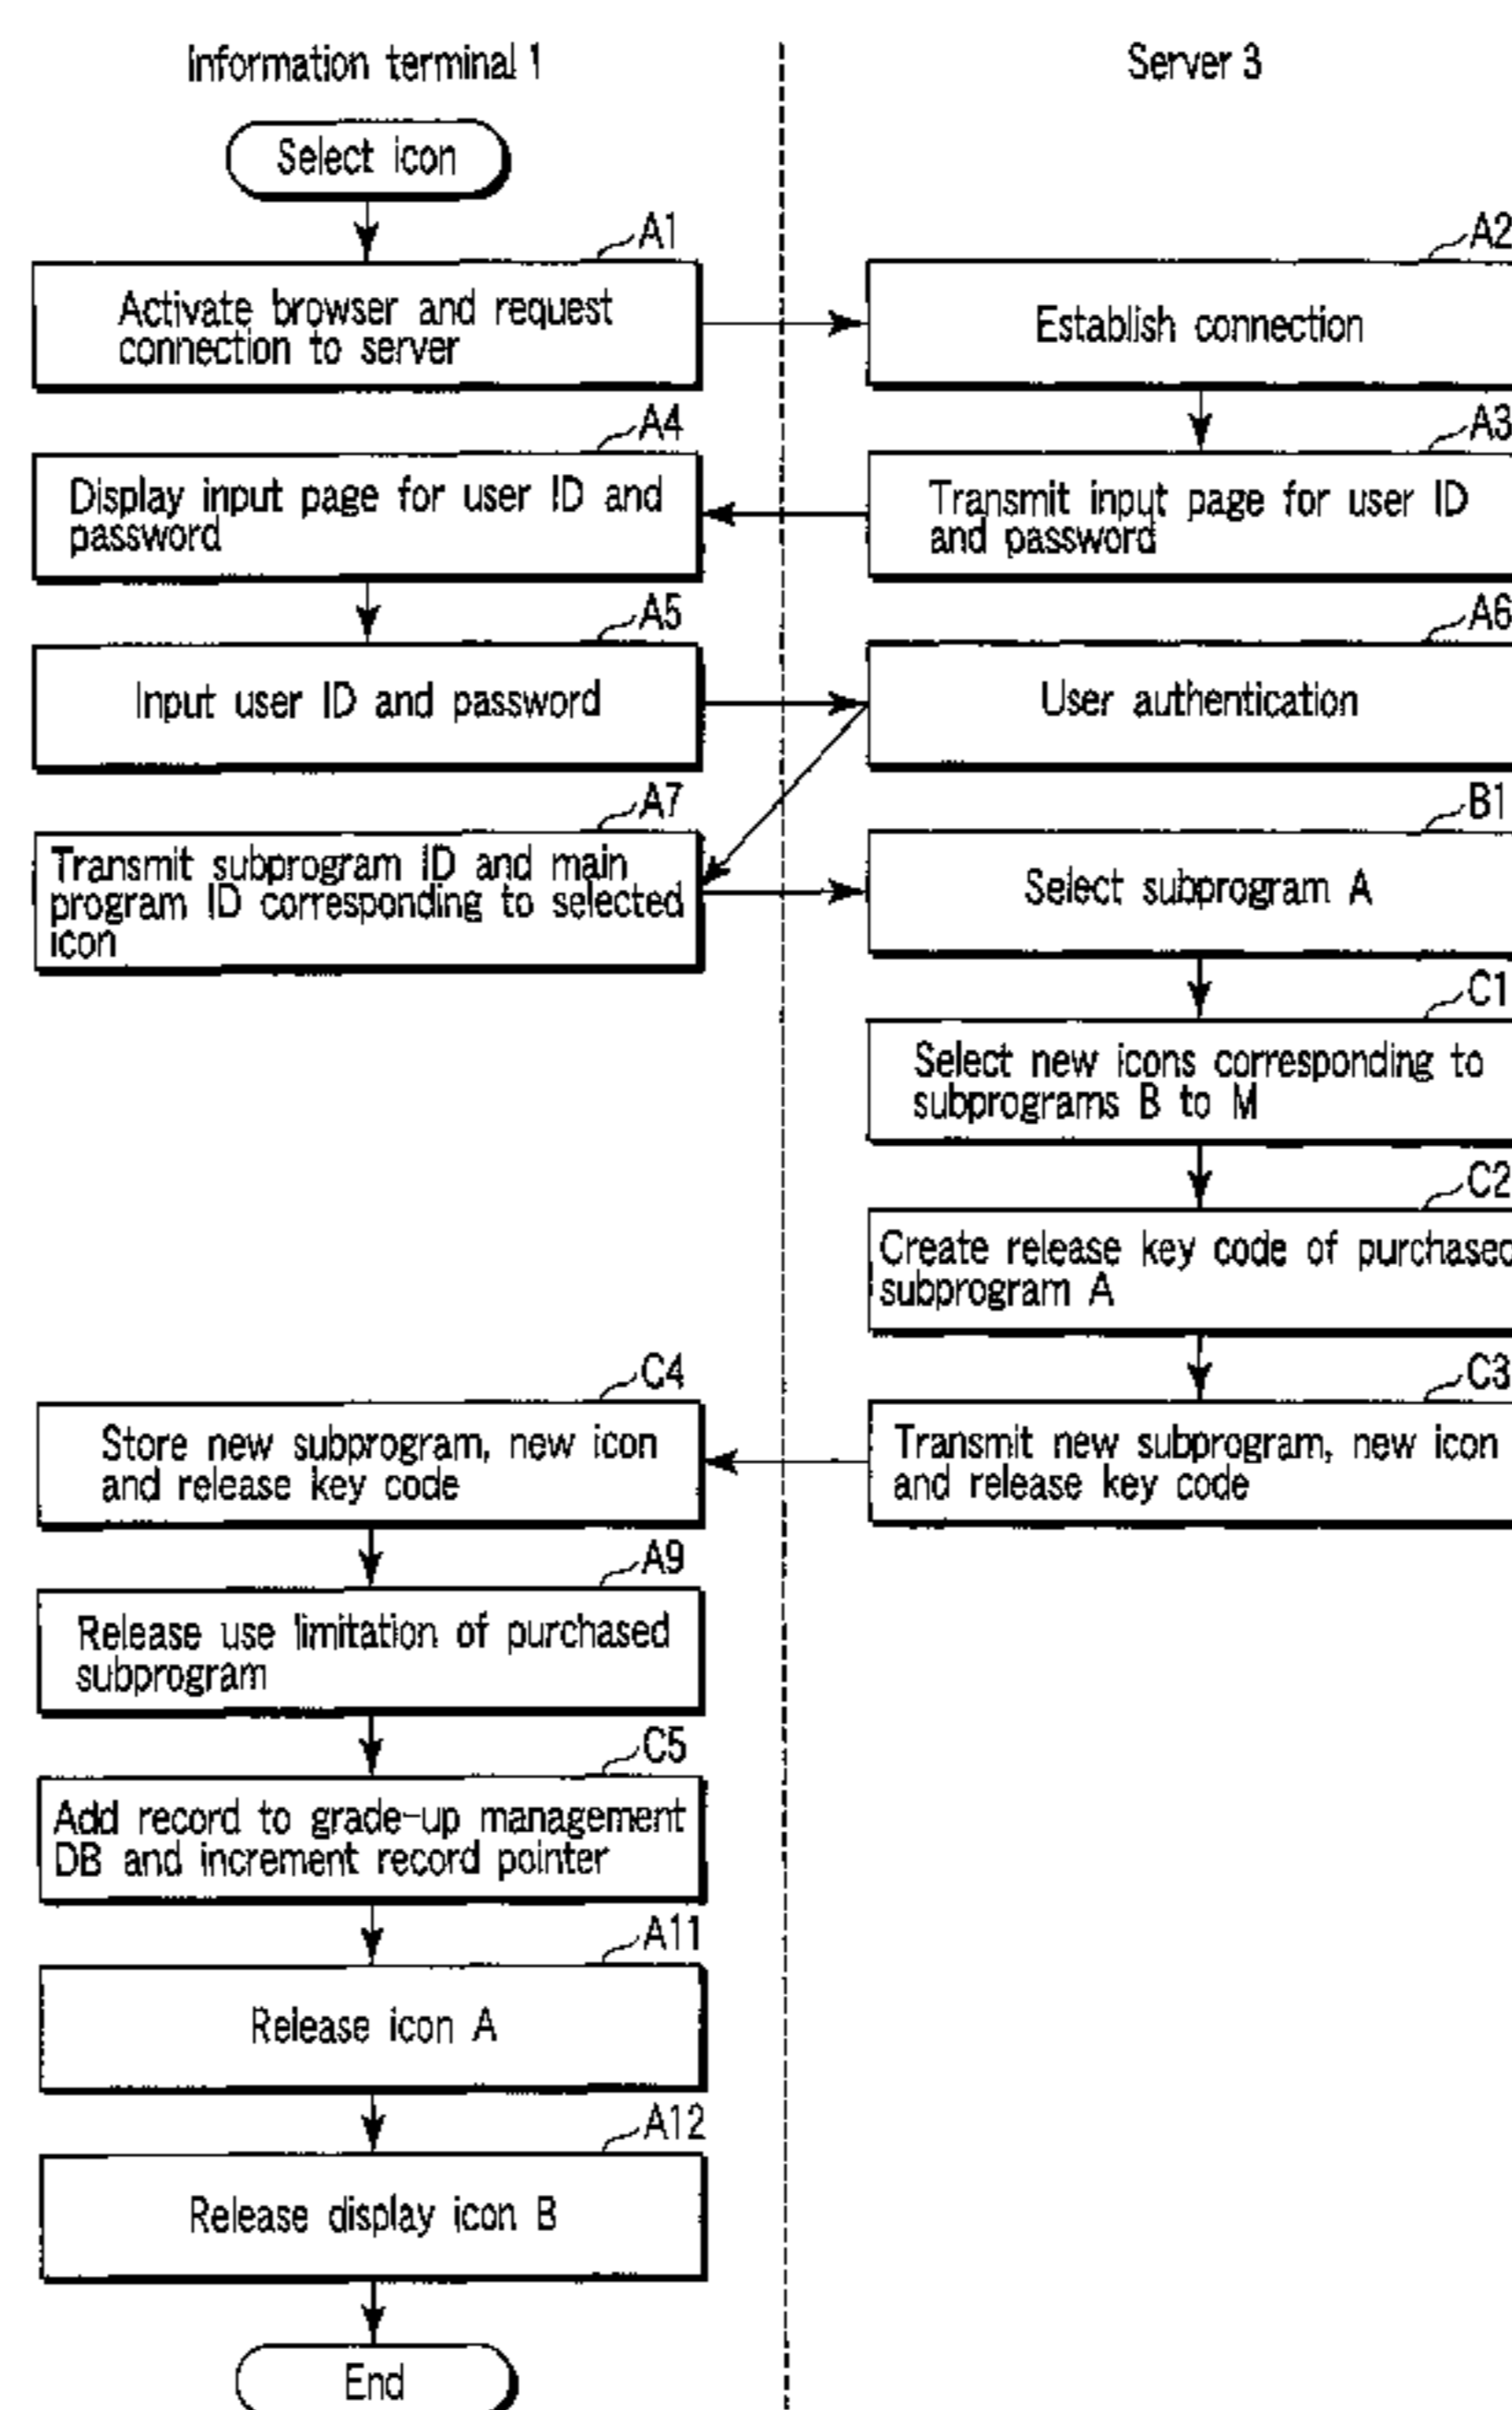 Information terminal 1
Server 3
Select icon
A1
Activate browser and request
connection to server
A2
Establish connection
A3
Transmit input page for user ID
and password
A4
Display input page for user ID and
password
A5
Input user ID and password
A6
User authentication
A7
Transmit subprogram ID and main
program ID corresponding to selected
icon
B1
Select subprogram A
C1
Select new icons corresponding to
subprograms B to M
C2
Create release key code of purchased
subprogram A
C3
Transmit new subprogram, new icon
and release key code
C4
Store new subprogram, new icon
and release key code
A9
Release use limitation of purchased
subprogram
C5
Add record to grade-up management
DB and increment record pointer
A11
Release icon A
A12
Release display icon B
End